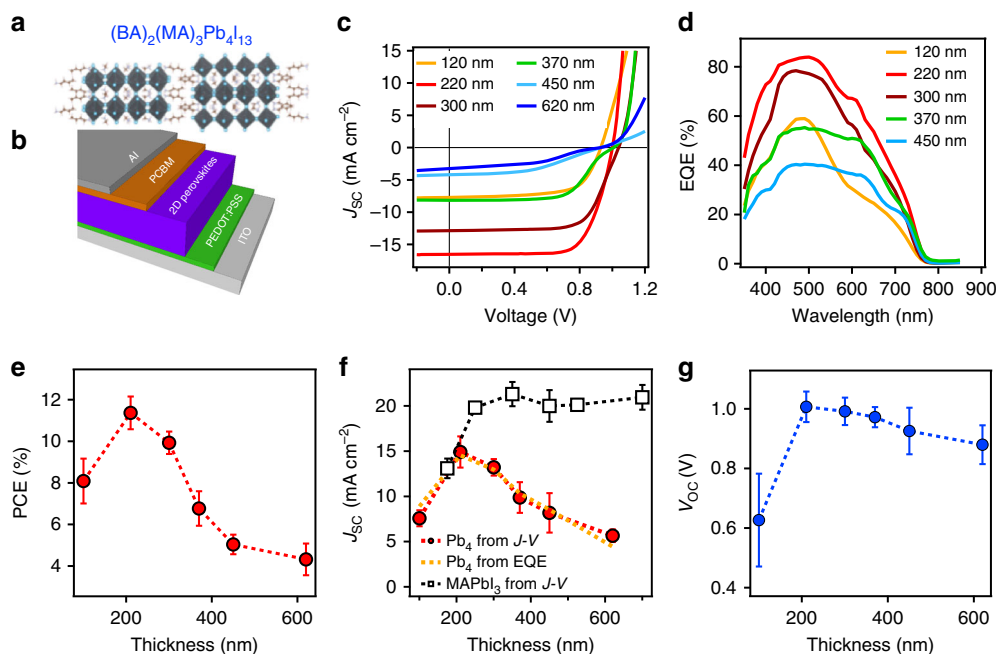 a
(BA)₂(MA)₃Pb₄I₁₃
b
Al
PCBM
2D perovskites
PEDOT:PSS
ITO
c
15
10
5
0
−5
−10
−15
J_SC (mA cm⁻²)
120 nm
220 nm
300 nm
370 nm
450 nm
620 nm
0.0 0.4 0.8 1.2
Voltage (V)
d
80
60
40
20
0
EQE (%)
120 nm
220 nm
300 nm
370 nm
450 nm
400 500 600 700 800 900
Wavelength (nm)
e
12
10
8
6
4
PCE (%)
200 400 600
Thickness (nm)
f
20
15
10
5
0
J_SC (mA cm⁻²)
Pb₄ from J-V
Pb₄ from EQE
MAPbI₃ from J-V
200 400 600
Thickness (nm)
g
1.0
0.8
0.6
0.4
V_OC (V)
200 400 600
Thickness (nm)